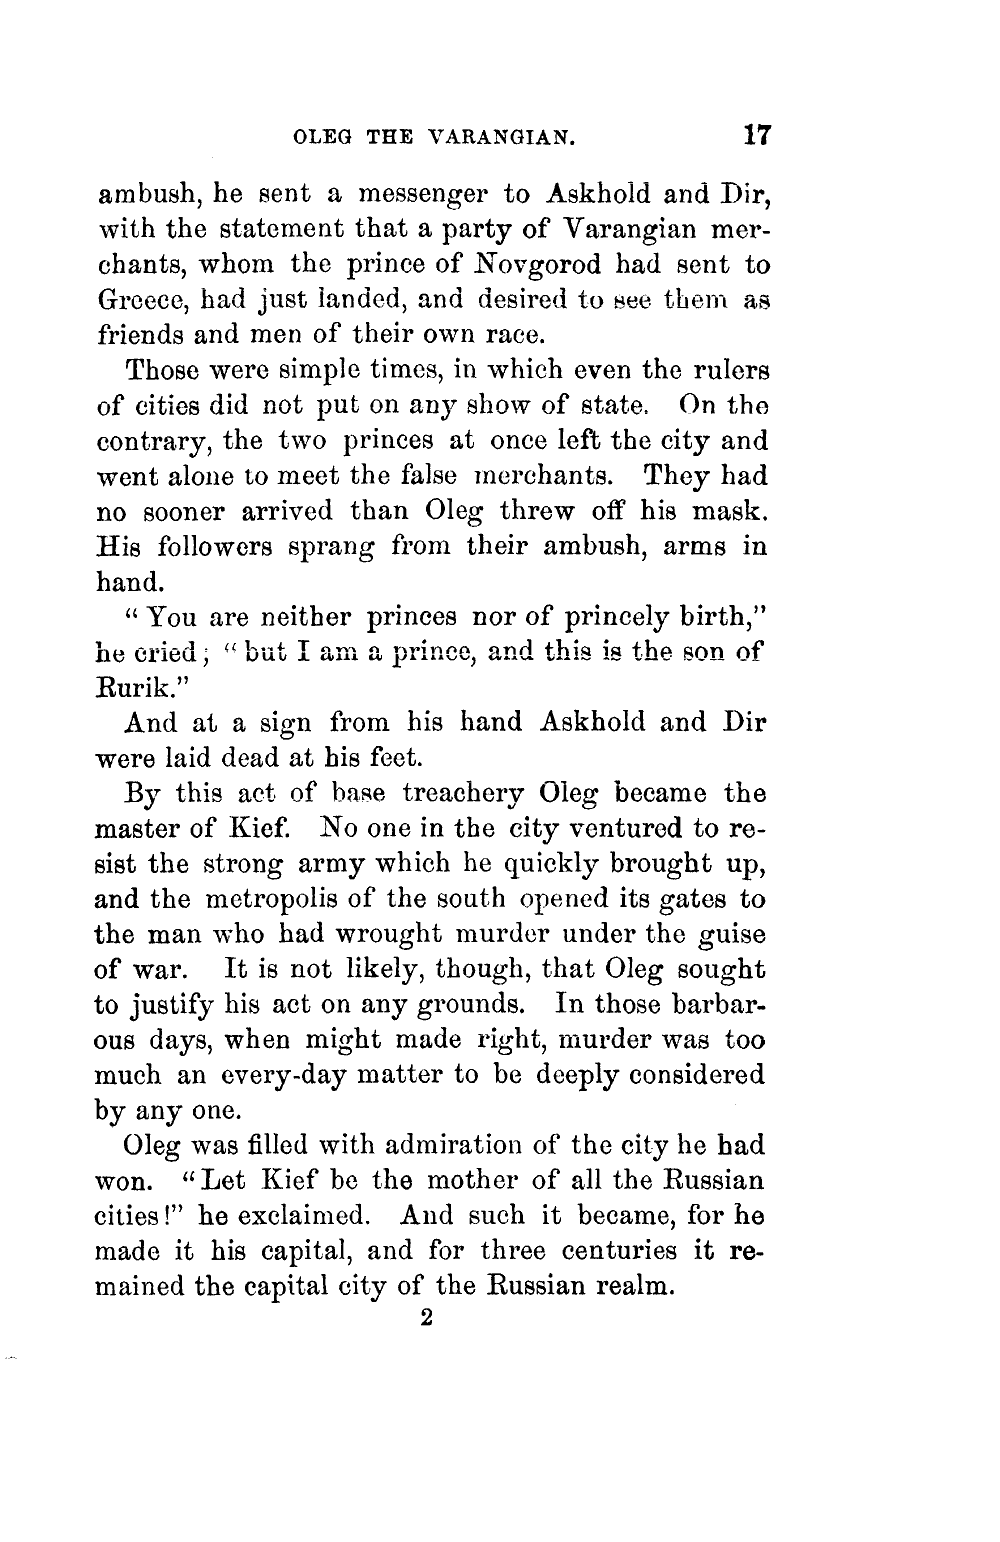 OLEG THE VARANGIAN. 17
ambush, he sent a messenger to Askhold and Dir,
with the statement that a party of Varangian mer-
chants, whom the prince of Novgorod had sent to
Greece, had just landed, and desired to see them as
friends and men of their own race.
Those were simple times, in which even the rulers
of cities did not put on any show of state. On the
contrary, the two princes at once left the city and
went alone to meet the false merchants. They had
no sooner arrived than Oleg threw off his mask.
His followers sprang from their ambush, arms in
hand.
“You are neither princes nor of princely birth,”
he cried; “but I am a prince, and this is the son of
Rurik.”
And at a sign from his hand Askhold and Dir
were laid dead at his feet.
By this act of base treachery Oleg became the
master of Kief. No one in the city ventured to re-
sist the strong army which he quickly brought up,
and the metropolis of the south opened its gates to
the man who had wrought murder under the guise
of war. It is not likely, though, that Oleg sought
to justify his act on any grounds. In those barbar-
ous days, when might made right, murder was too
much an every-day matter to be deeply considered
by any one.
Oleg was filled with admiration of the city he had
won. “Let Kief be the mother of all the Russian
cities!” he exclaimed. And such it became, for he
made it his capital, and for three centuries it re-
mained the capital city of the Russian realm.
2